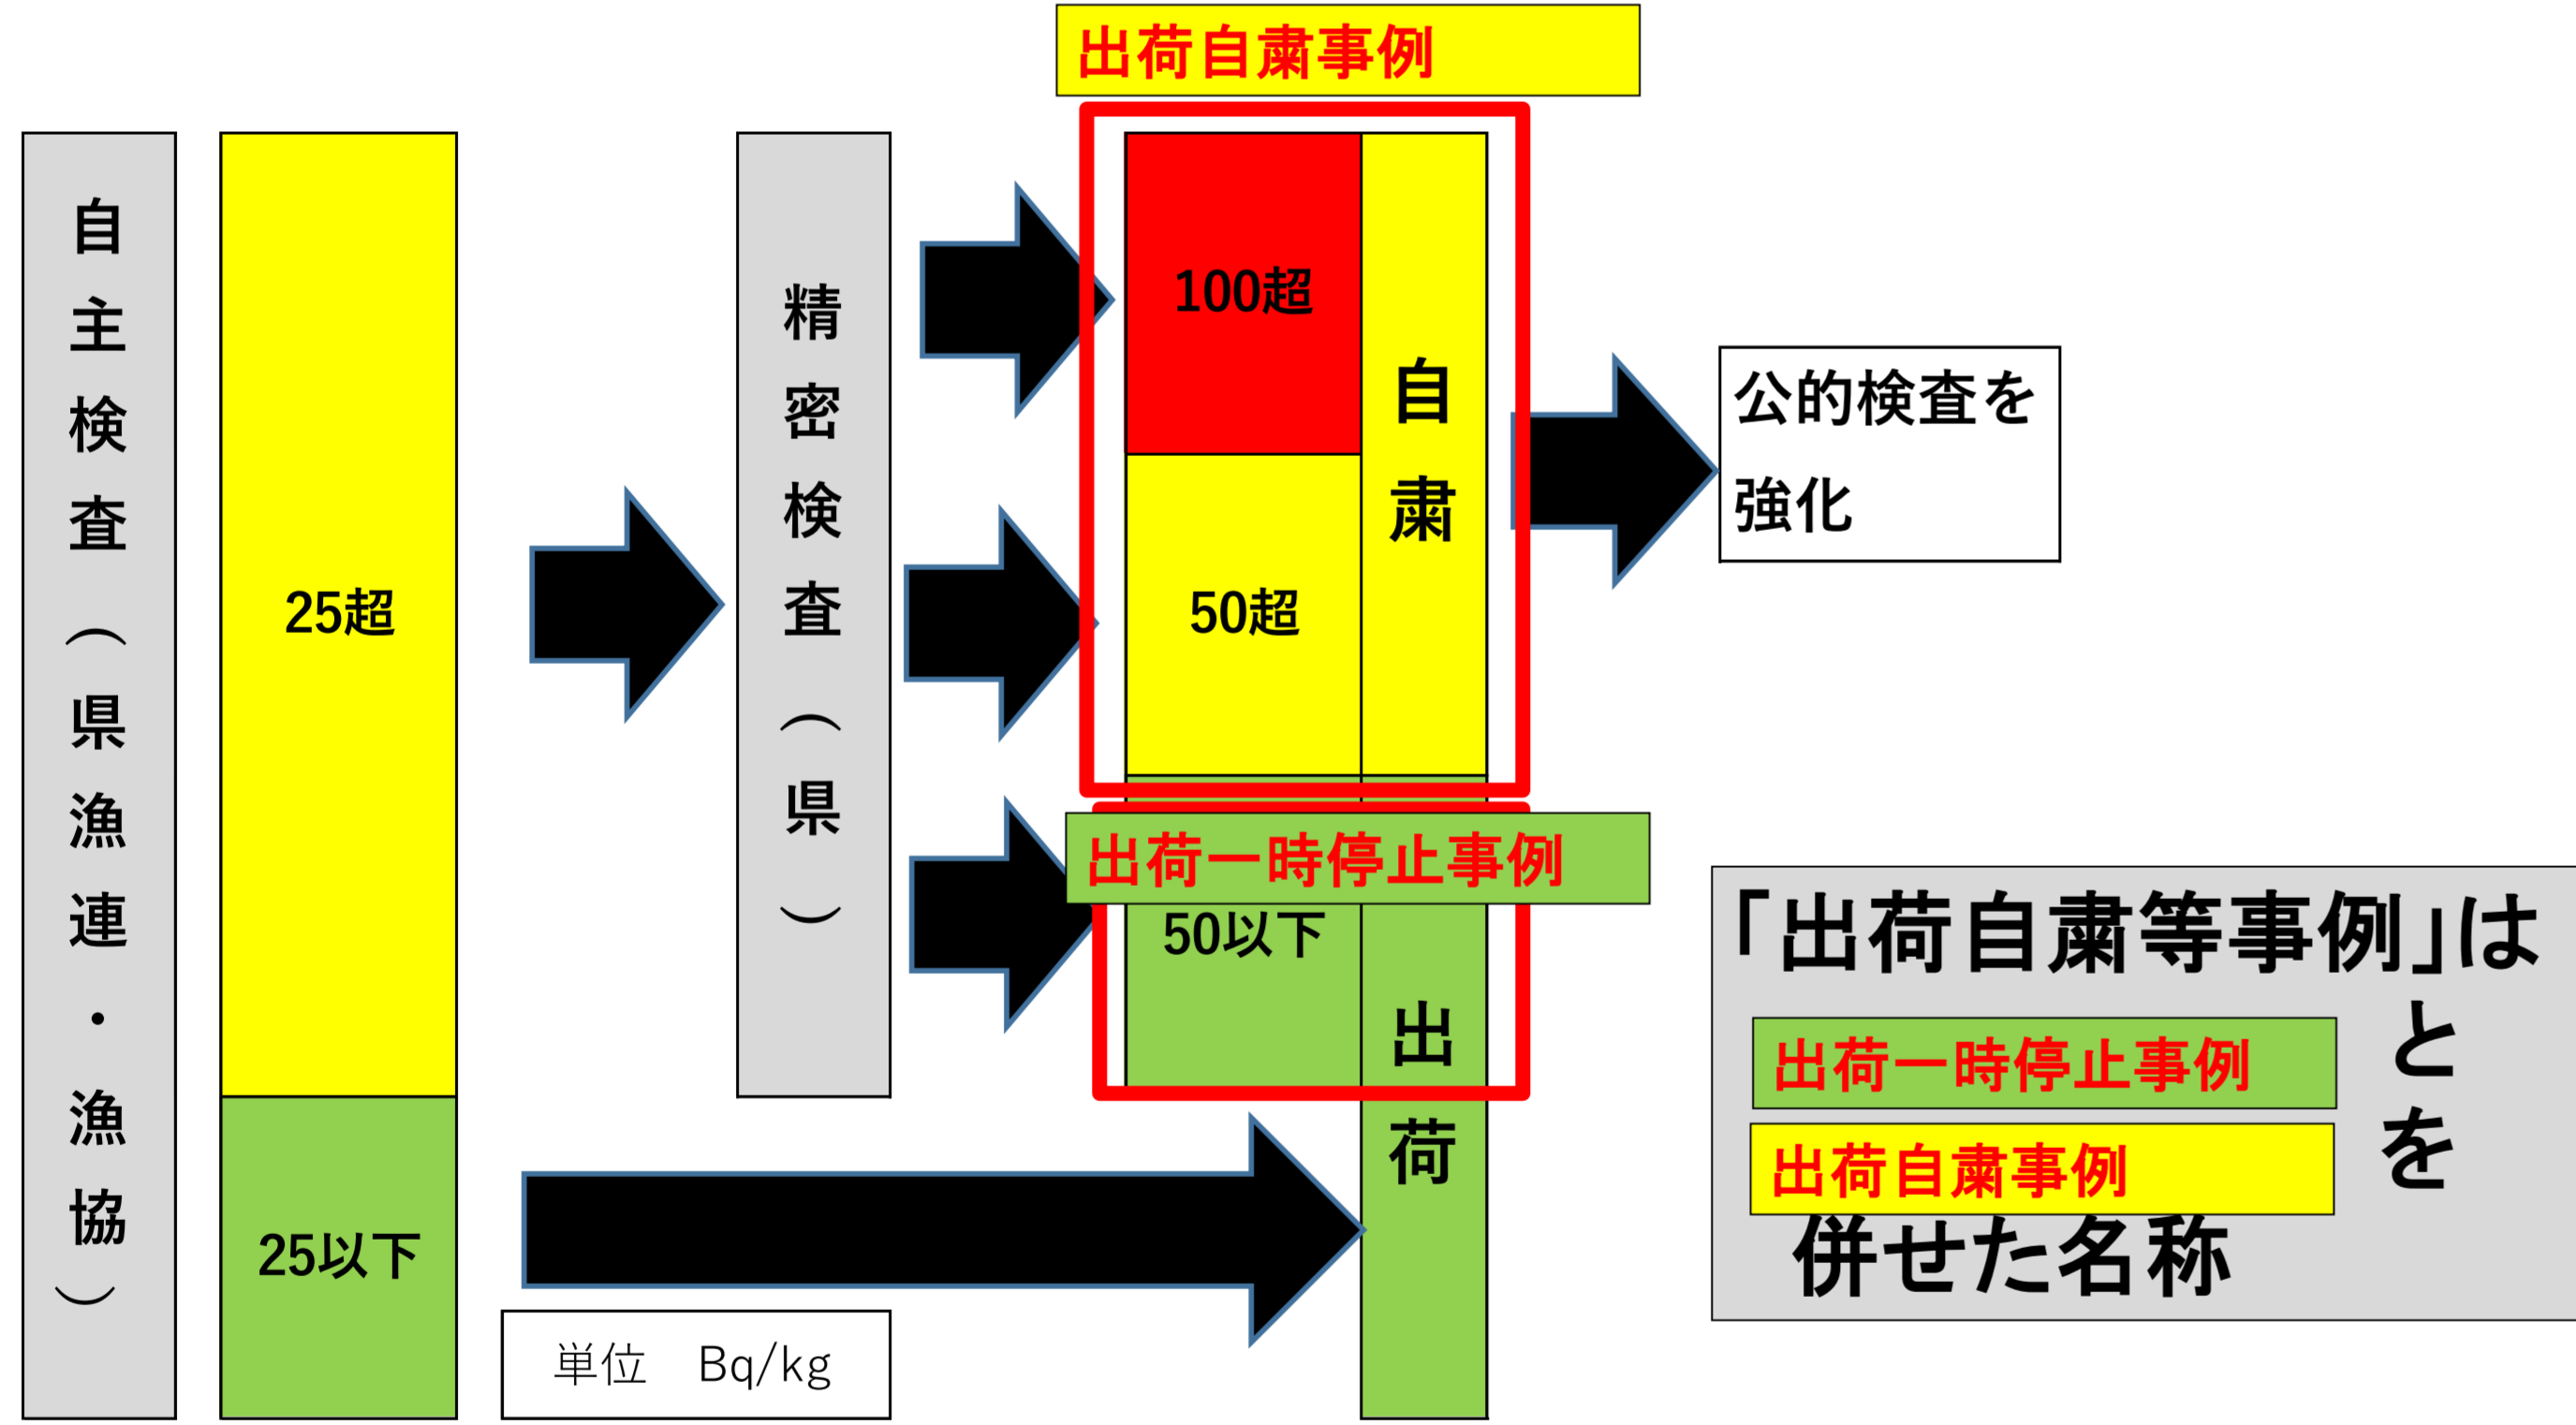 出荷自粛事例
自主検査（県漁連・漁協）
25超
25以下
精密検査（県）
100超
50超
自粛
公的検査を
強化
出荷一時停止事例
50以下
出荷
単位　Bq/kg
「出荷自粛等事例」は
出荷一時停止事例 と
出荷自粛事例 を
併せた名称